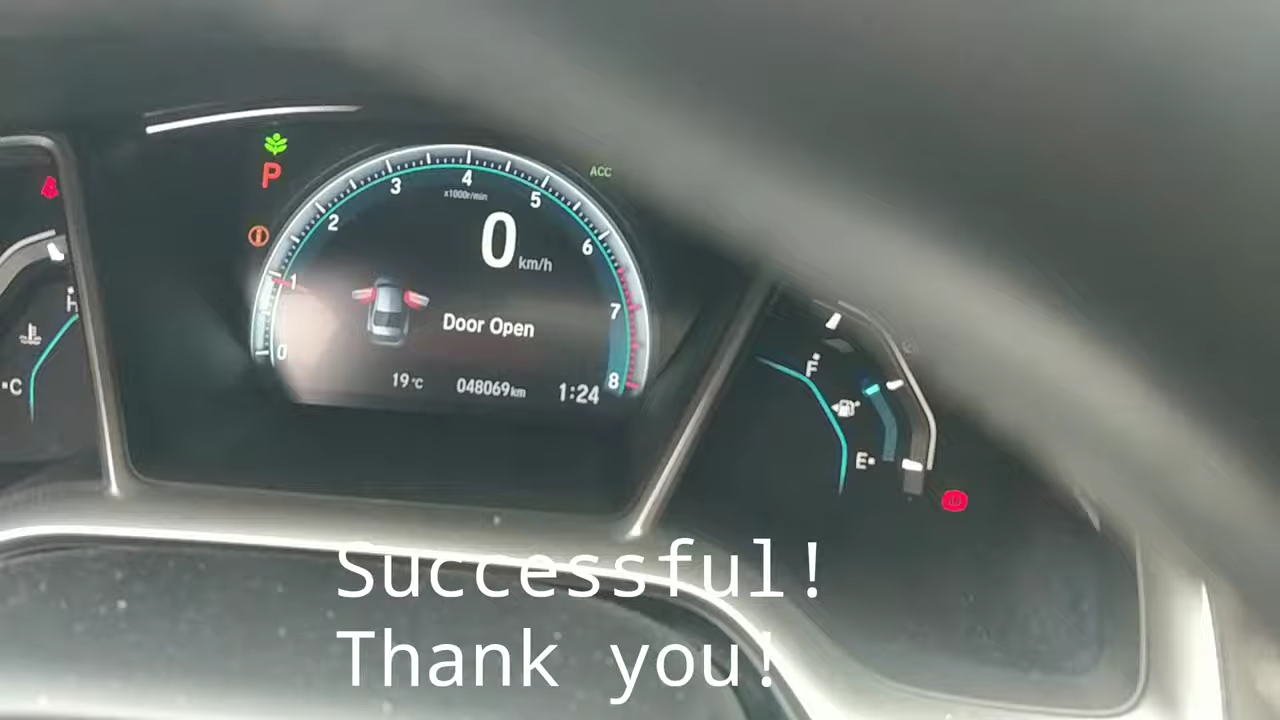 P
ACC
4
3
5
x1000r/min
2
0
6
km/h
H
1
7
Door Open
F
0
°C
19°C
048069km
1:24
8
E
Successful!
Thank you!